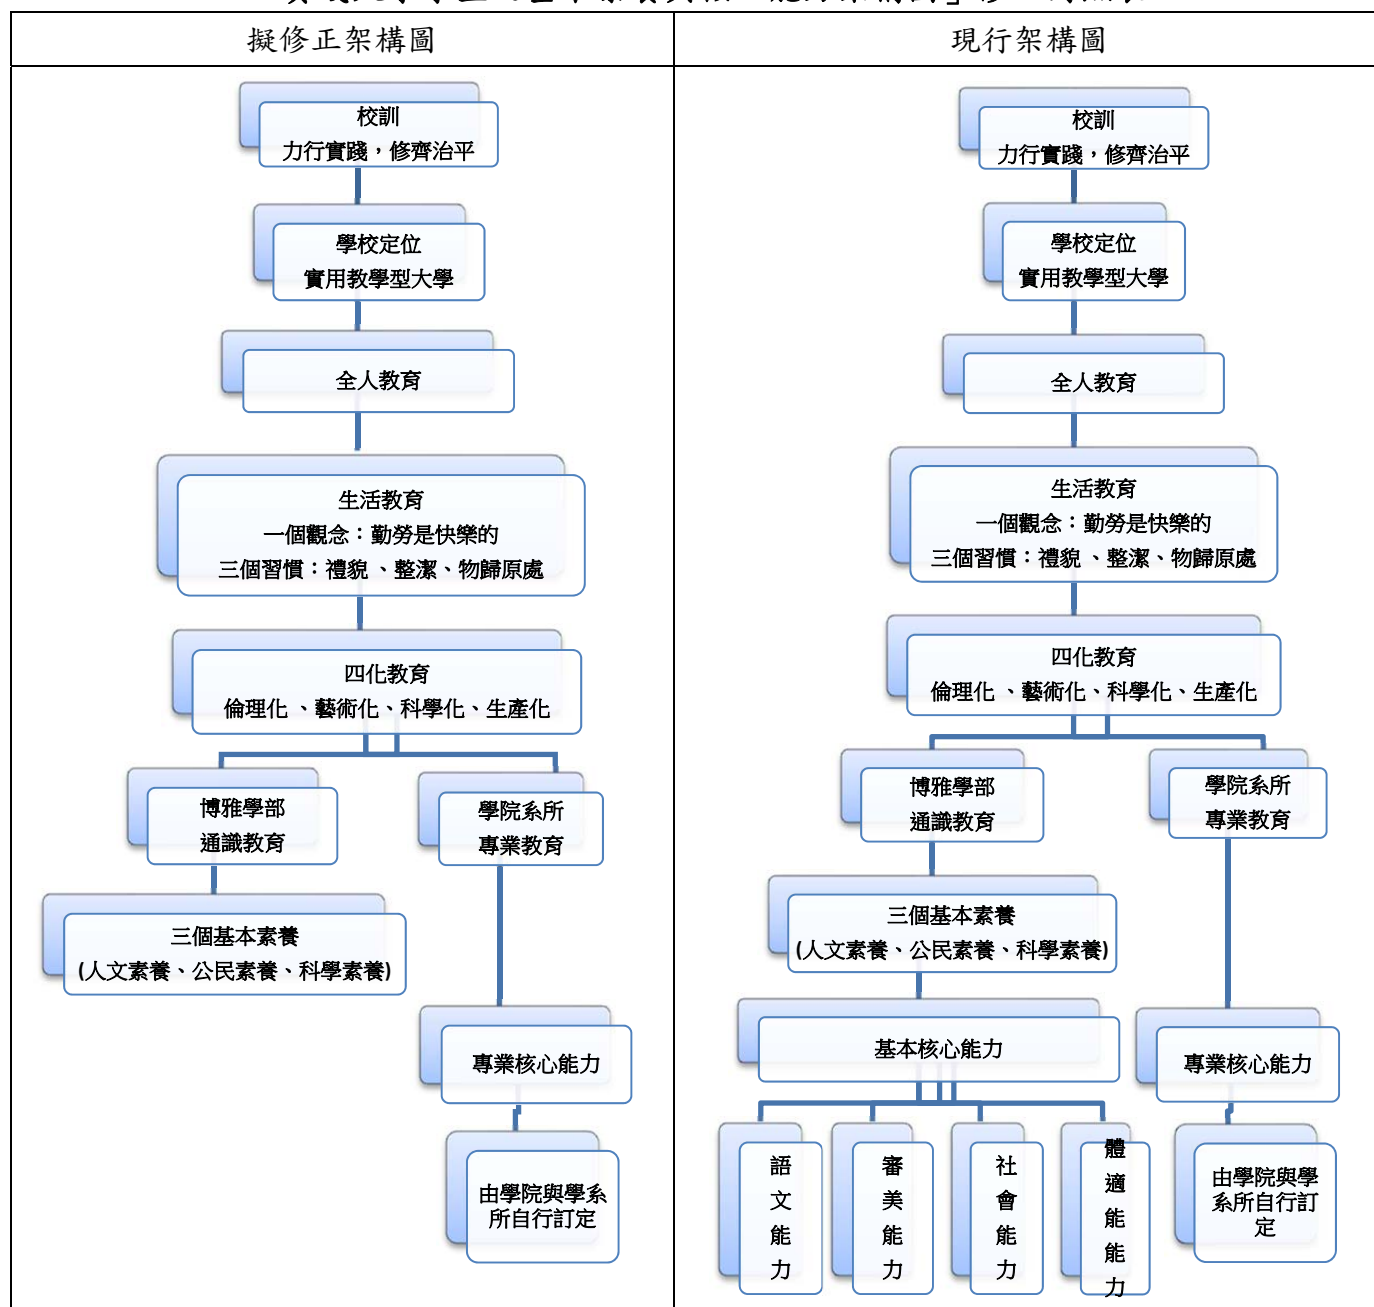 擬修正架構圖
現行架構圖
校訓
力行實踐，修齊治平
學校定位
實用教學型大學
全人教育
生活教育
一個觀念：勤勞是快樂的
三個習慣：禮貌 、整潔、物歸原處
四化教育
倫理化 、藝術化、科學化、生產化
博雅學部
通識教育
學院系所
專業教育
三個基本素養
(人文素養、公民素養、科學素養)
專業核心能力
由學院與學系
所自行訂定
校訓
力行實踐，修齊治平
學校定位
實用教學型大學
全人教育
生活教育
一個觀念：勤勞是快樂的
三個習慣：禮貌 、整潔、物歸原處
四化教育
倫理化 、藝術化、科學化、生產化
博雅學部
通識教育
學院系所
專業教育
三個基本素養
(人文素養、公民素養、科學素養)
基本核心能力
專業核心能力
語文能力
審美能力
社會能力
體適能能力
由學院與學
系所自行訂
定